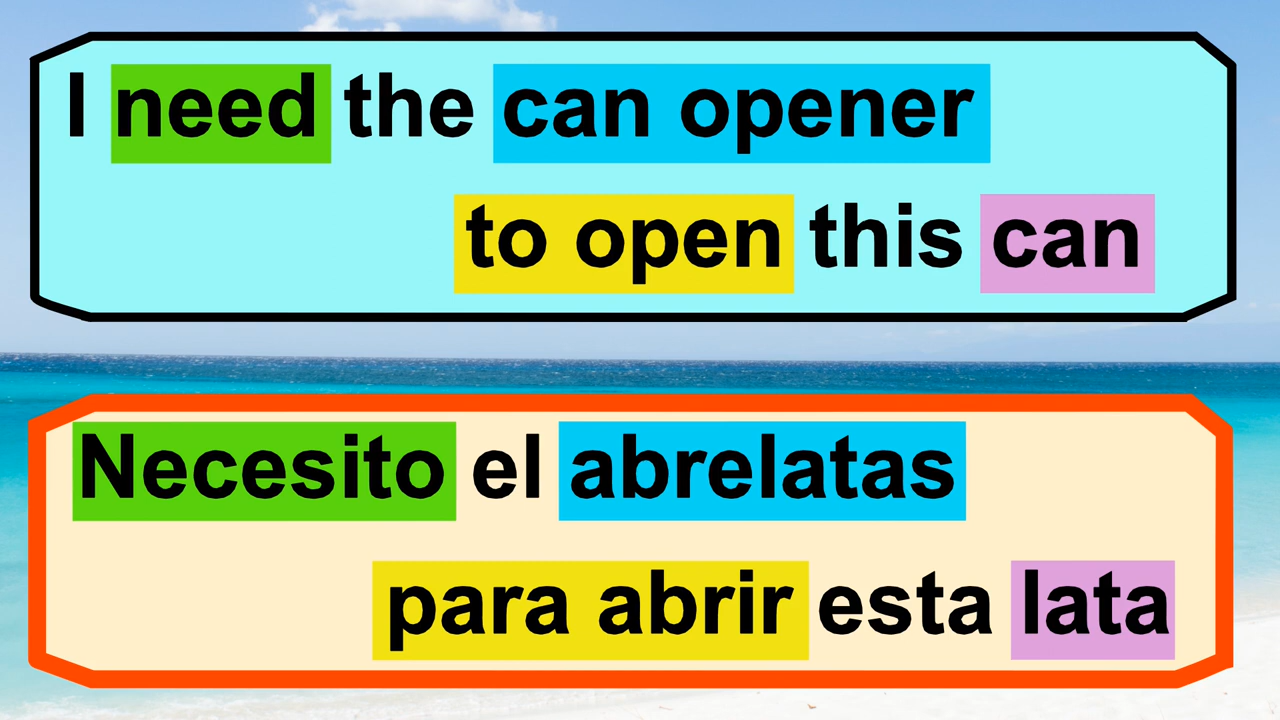 I need the can opener
to open this can
Necesito el abrelatas
para abrir esta lata